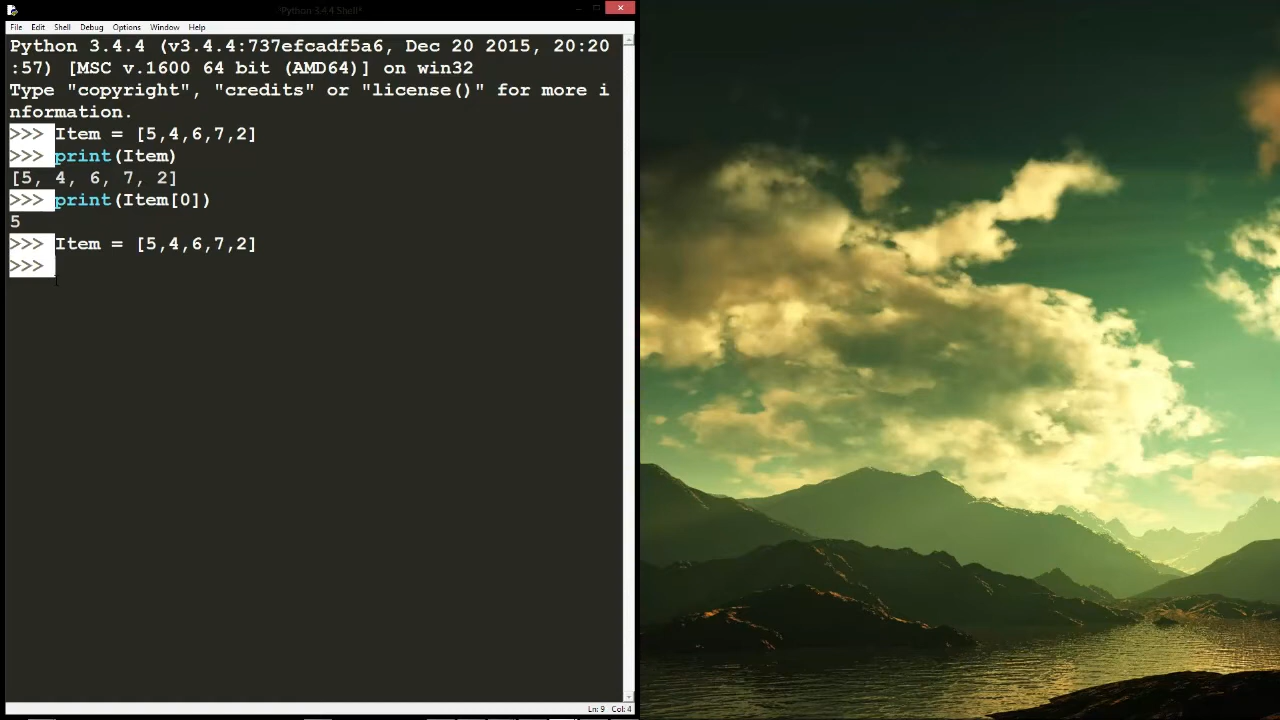 *Python 3.4.4 Shell*
File Edit Shell Debug Options Window Help
Python 3.4.4 (v3.4.4:737efcadf5a6, Dec 20 2015, 20:20
:57) [MSC v.1600 64 bit (AMD64)] on win32
Type "copyright", "credits" or "license()" for more i
nformation.
>>> Item = [5,4,6,7,2]
>>> print(Item)
[5, 4, 6, 7, 2]
>>> print(Item[0])
5
>>> Item = [5,4,6,7,2]
>>>
Ln: 9 Col: 4